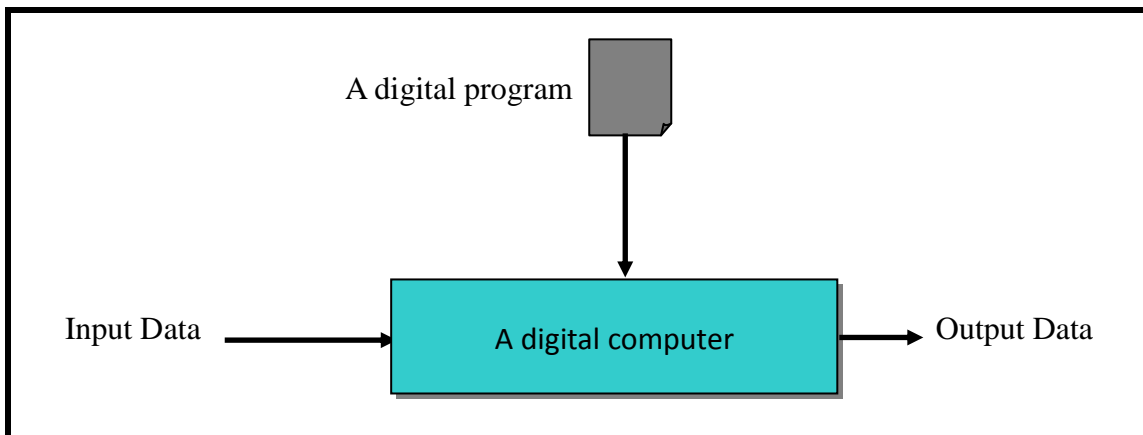 A digital program
Input Data
A digital computer
Output Data